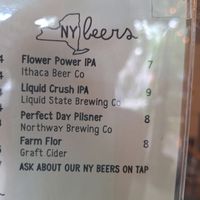 NY beers
Flower Power IPA 7
Ithaca Beer Co
Liquid Crush IPA 9
Liquid State Brewing Co
Perfect Day Pilsner 8
Northway Brewing Co
Farm Flor 8
Graft Cider
ASK ABOUT OUR NY BEERS ON TAP